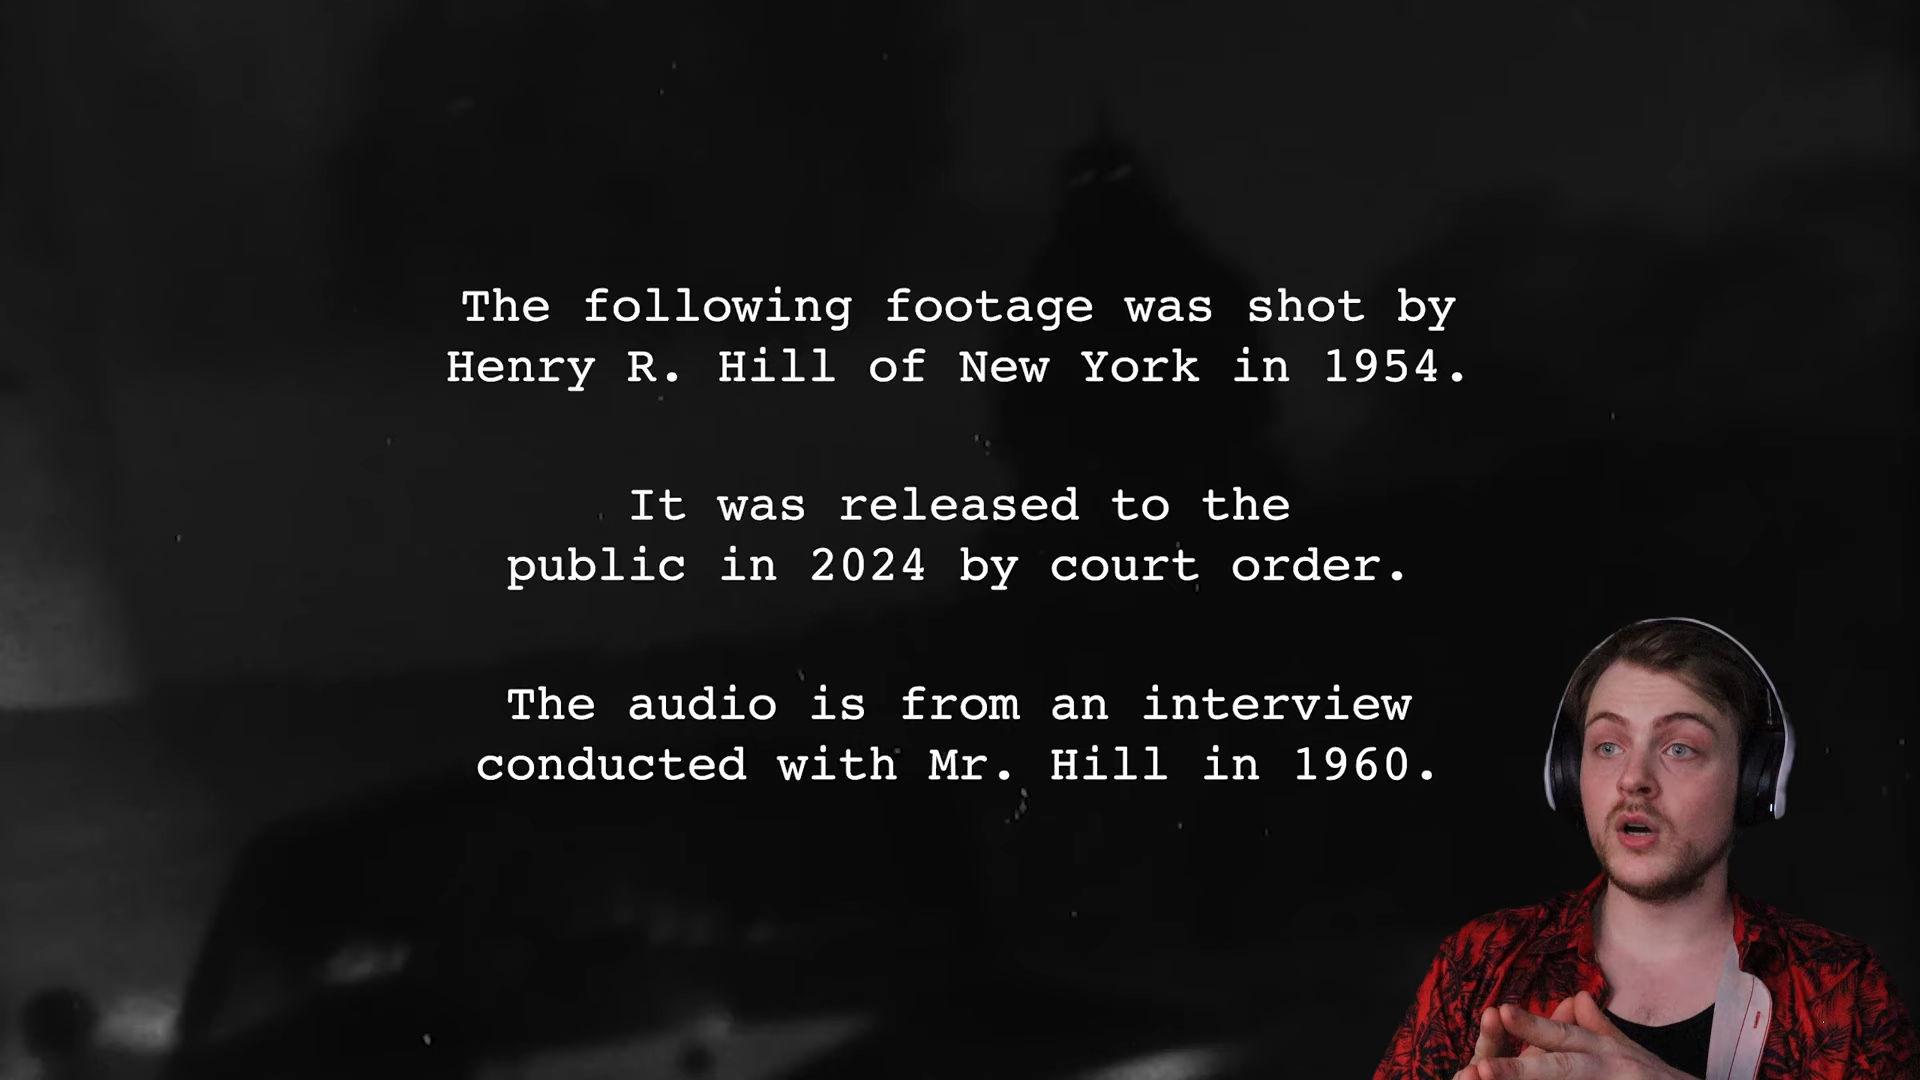 The following footage was shot by
Henry R. Hill of New York in 1954.
It was released to the
public in 2024 by court order.
The audio is from an interview
conducted with Mr. Hill in 1960.